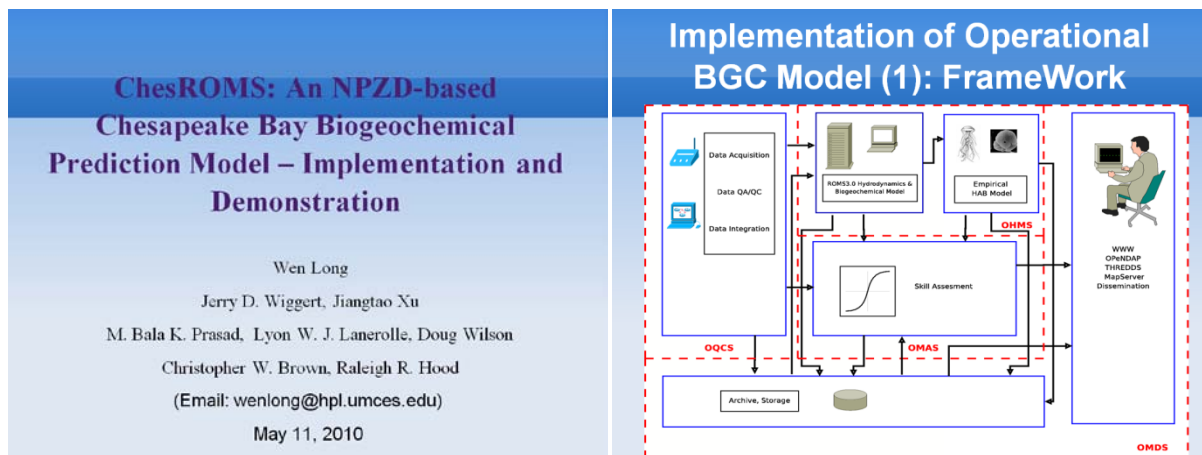 ChesROMS: An NPZD-based
Chesapeake Bay Biogeochemical
Prediction Model – Implementation and
Demonstration
Wen Long
Jerry D. Wiggert, Jiangtao Xu
M. Bala K. Prasad, Lyon W. J. Lanerolle, Doug Wilson
Christopher W. Brown, Raleigh R. Hood
(Email: wenlong@hpl.umces.edu)
May 11, 2010
Implementation of Operational
BGC Model (1): FrameWork
Data Acquisition
Data QA/QC
Data Integration
OQCS
ROMS3.0 Hydrodynamics &
Biogeochemical Model
Empirical
HAB Model
OHMS
Skill Assesment
OMAS
WWW
OPeNDAP
THREDDS
MapServer
Dissemination
Archive, Storage
OMDS